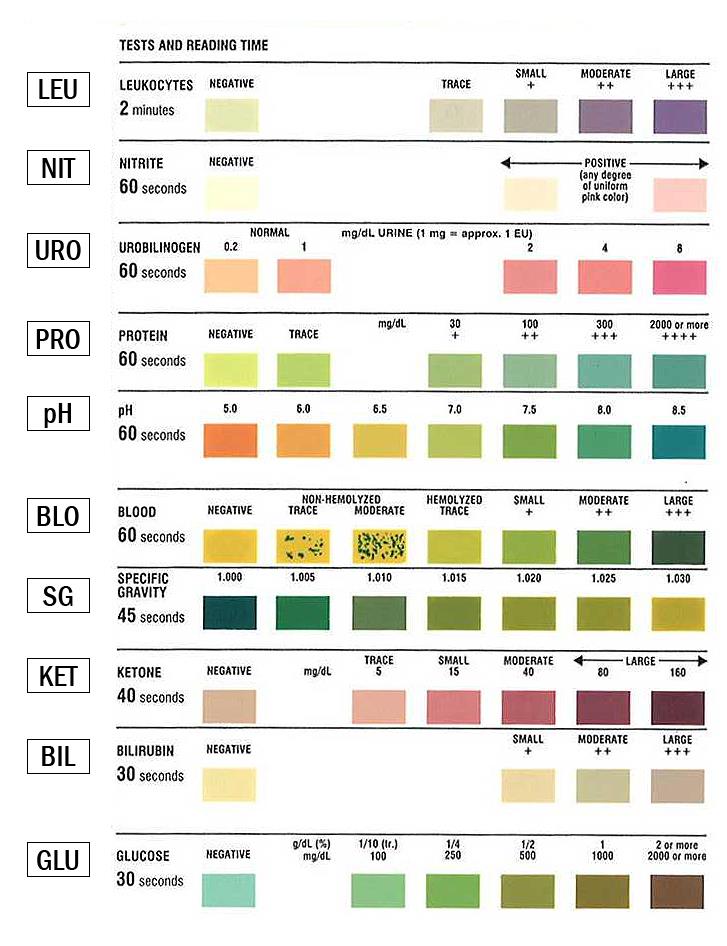 TESTS AND READING TIME
LEU
LEUKOCYTES
2 minutes
NEGATIVE
TRACE
SMALL
+
MODERATE
++
LARGE
+++
NIT
NITRITE
60 seconds
NEGATIVE
POSITIVE
(any degree
of uniform
pink color)
URO
UROBILINOGEN
60 seconds
NORMAL
mg/dL URINE (1 mg = approx. 1 EU)
0.2 1 2 4 8
PRO
PROTEIN
60 seconds
NEGATIVE
TRACE
mg/dL
30
+
100
++
300
+++
2000 or more
++++
pH
pH
60 seconds
5.0 6.0 6.5 7.0 7.5 8.0 8.5
BLO
BLOOD
60 seconds
NEGATIVE
NON-HEMOLYZED
TRACE MODERATE
HEMOLYZED
TRACE
SMALL
+
MODERATE
++
LARGE
+++
SG
SPECIFIC
GRAVITY
45 seconds
1.000 1.005 1.010 1.015 1.020 1.025 1.030
KET
KETONE
40 seconds
NEGATIVE
mg/dL
TRACE
5
SMALL
15
MODERATE
40
LARGE
80 160
BIL
BILIRUBIN
30 seconds
NEGATIVE
SMALL
+
MODERATE
++
LARGE
+++
GLU
GLUCOSE
30 seconds
NEGATIVE
g/dL (%)
mg/dL
1/10 (tr.)
100
1/4
250
1/2
500
1
1000
2 or more
2000 or more